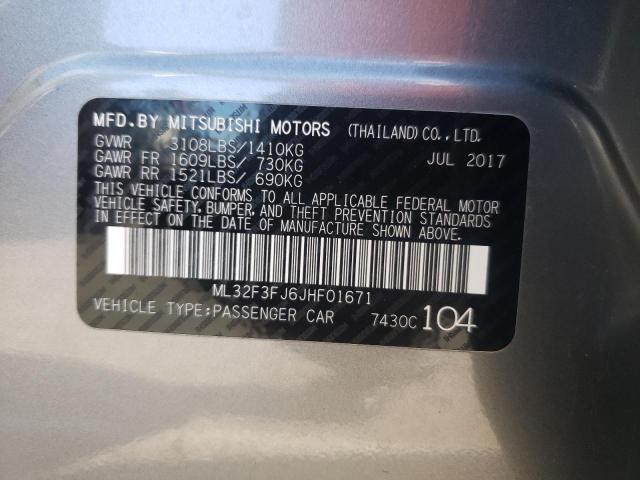 MFD. BY MITSUBISHI MOTORS (THAILAND) CO., LTD.
GVWR 3108LBS/1410KG JUL 2017
GAWR FR 1609LBS/ 730KG
GAWR RR 1521LBS/ 690KG
THIS VEHICLE CONFORMS TO ALL APPLICABLE FEDERAL MOTOR
VEHICLE SAFETY, BUMPER, AND THEFT PREVENTION STANDARDS
IN EFFECT ON THE DATE OF MANUFACTURE SHOWN ABOVE.
ML32F3FJ6JHF01671
VEHICLE TYPE:PASSENGER CAR 7430C 104